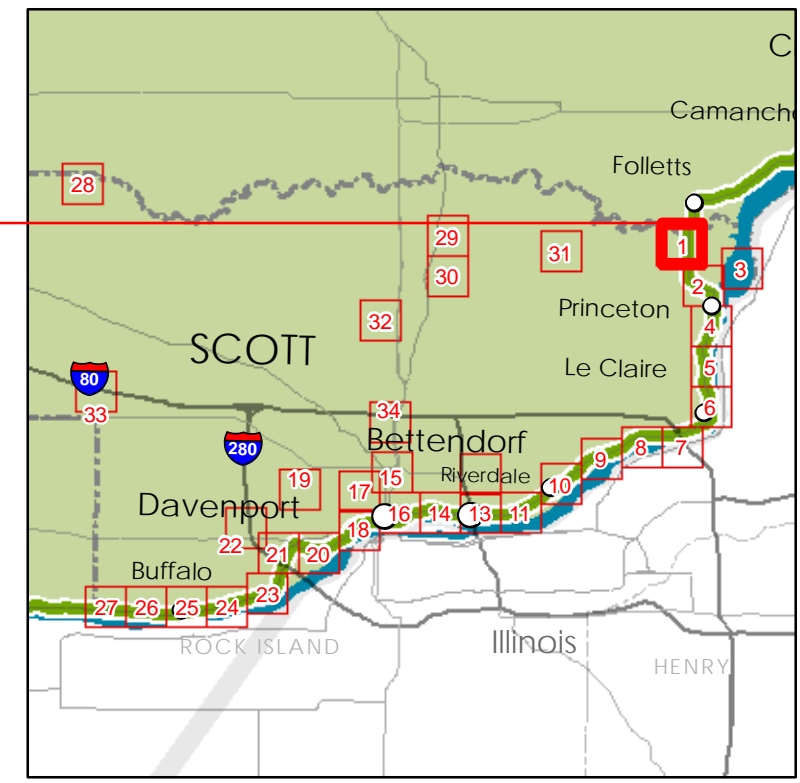 C
Camanch
Folletts
28
29
1
31
3
30
2
Princeton
32
4
SCOTT
Le Claire
5
80
33
34
6
Bettendorf
280
8
7
9
15
Riverdale
19
17
10
Davenport
16
14
13
11
22
18
21
20
Buffalo
23
27
26
25
24
ROCK ISLAND
Illinois
HENRY